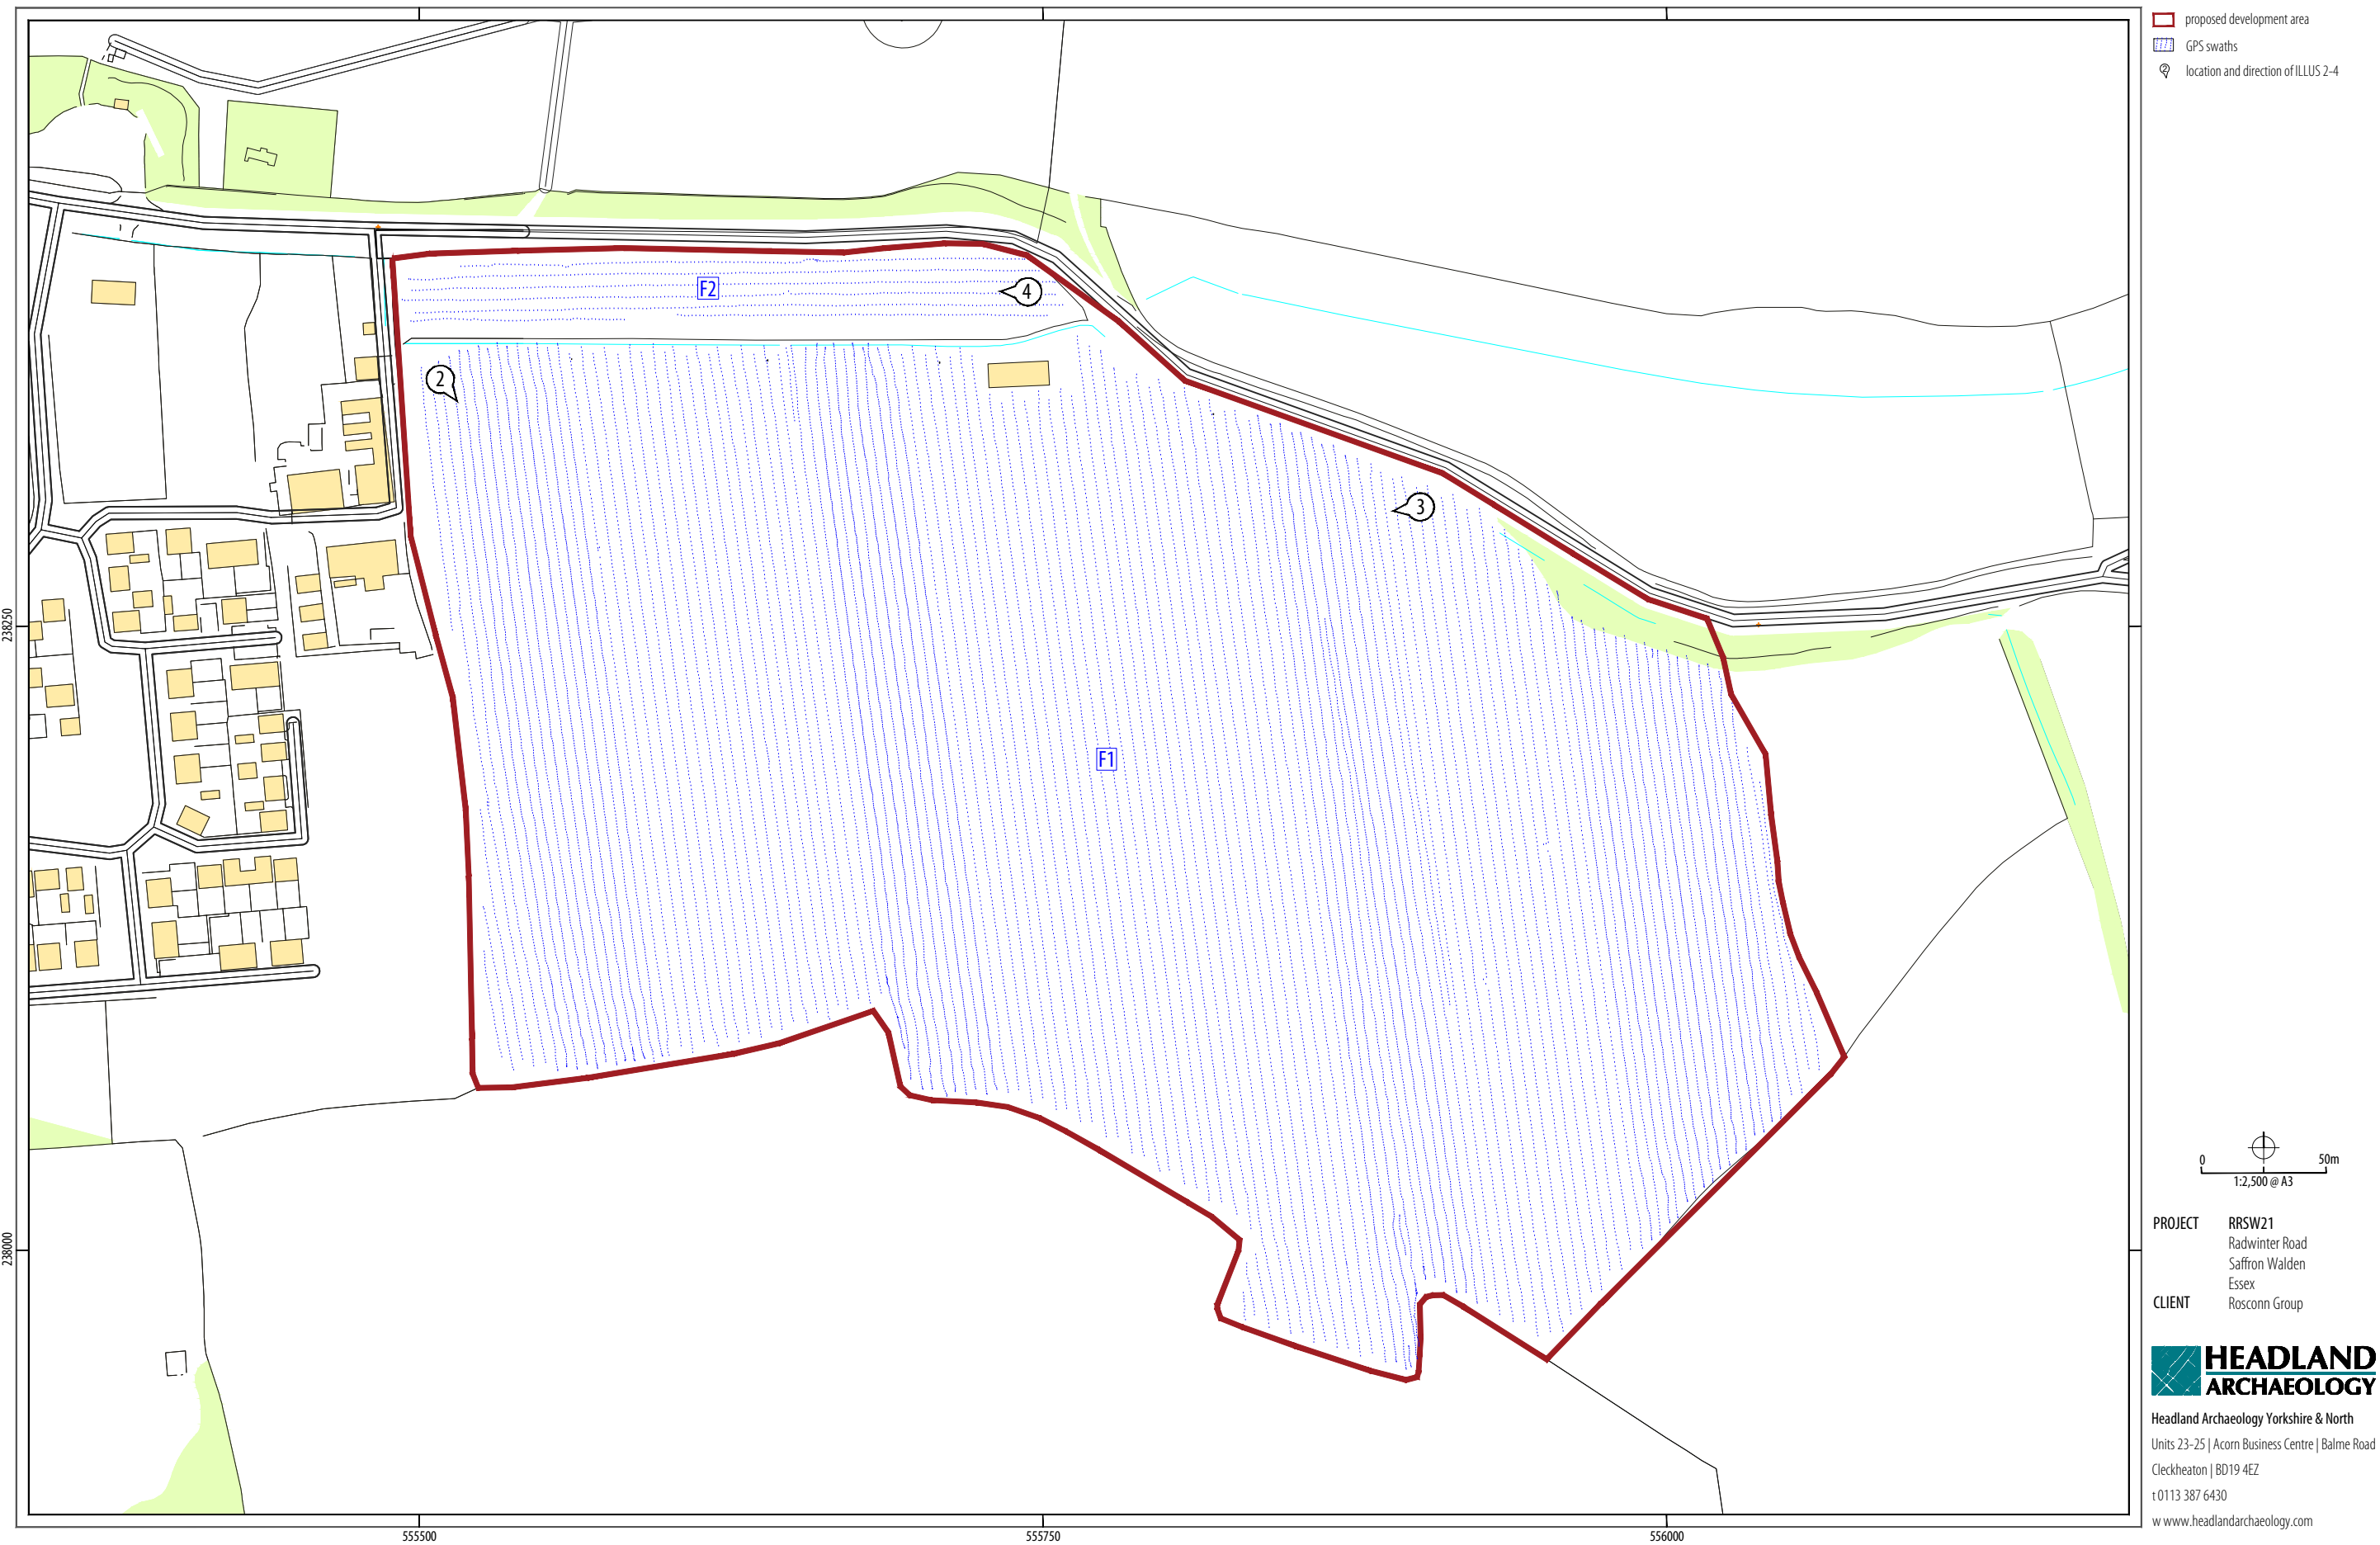 proposed development area
GPS swaths
2 location and direction of ILLUS 2-4
F2
4
2
3
F1
238250
238000
555500
555750
556000
0 50m
1:2,500 @ A3
PROJECT RRSW21
Radwinter Road
Saffron Walden
Essex
CLIENT Rosconn Group
HEADLAND
ARCHAEOLOGY
Headland Archaeology Yorkshire & North
Units 23-25 | Acorn Business Centre | Balme Road
Cleckheaton | BD19 4EZ
t 0113 387 6430
w www.headlandarchaeology.com